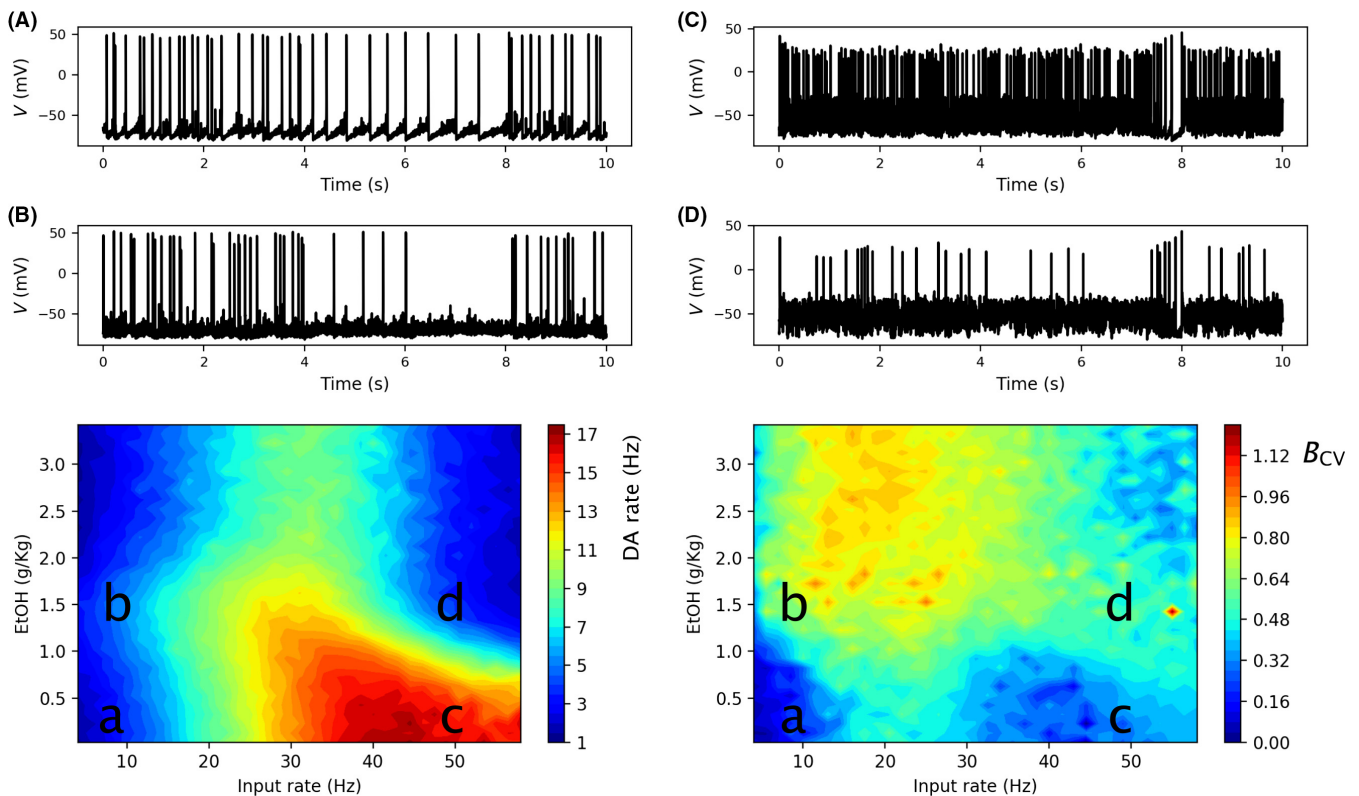 (A)
50
0
−50
V (mV)
0 2 4 6 8 10
Time (s)
(C)
50
0
−50
V (mV)
0 2 4 6 8 10
Time (s)
(B)
50
0
−50
V (mV)
0 2 4 6 8 10
Time (s)
(D)
50
0
−50
V (mV)
0 2 4 6 8 10
Time (s)
3.0
2.5
2.0
1.5
1.0
0.5
EtOH (g/Kg)
b
d
a
c
10 20 30 40 50
Input rate (Hz)
17
15
13
11
9
7
5
3
1
DA rate (Hz)
3.0
2.5
2.0
1.5
1.0
0.5
EtOH (g/Kg)
b
d
a
c
10 20 30 40 50
Input rate (Hz)
1.12
0.96
0.80
0.64
0.48
0.32
0.16
0.00
BCV